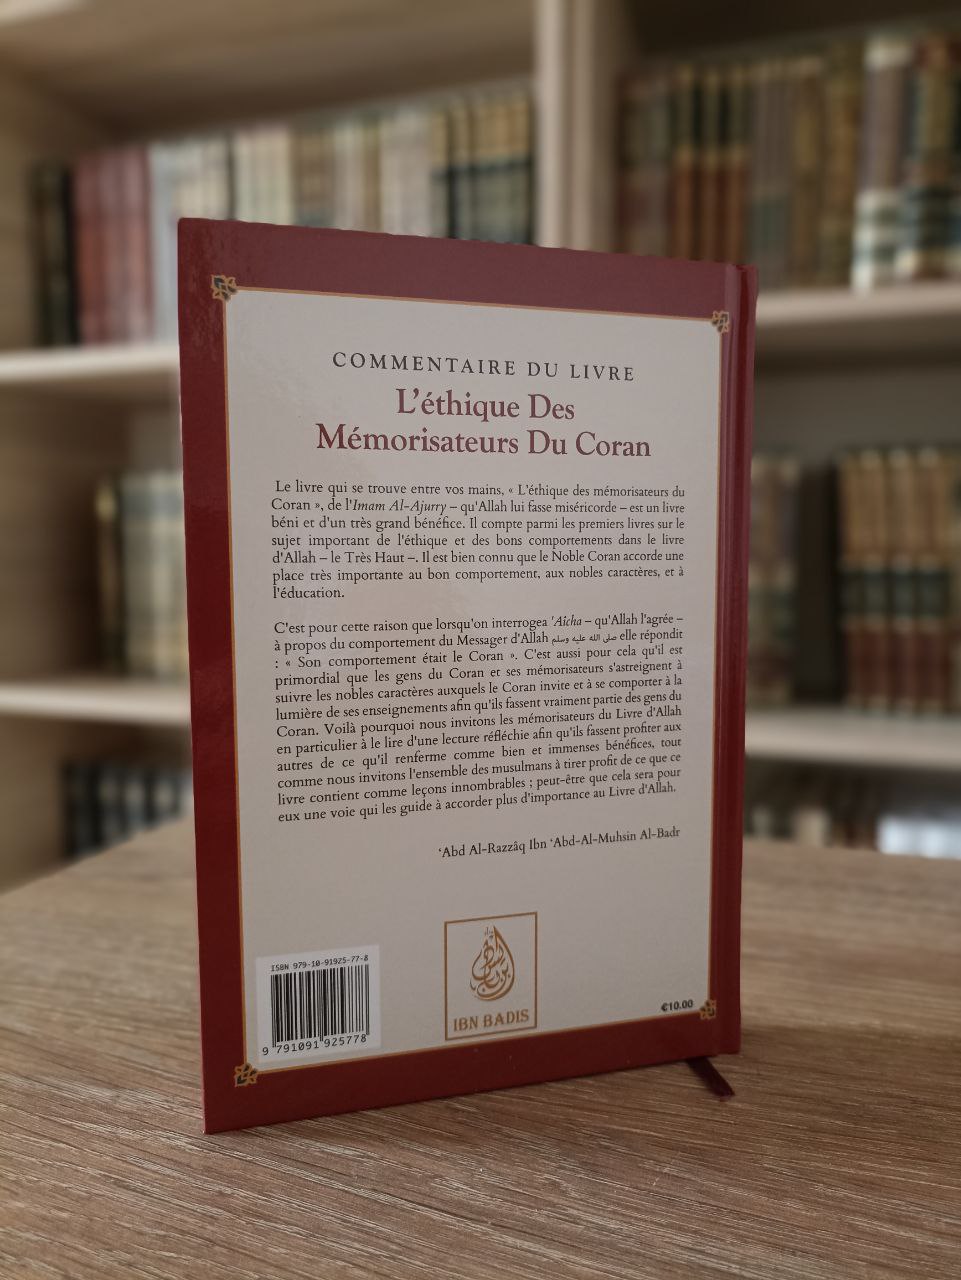 COMMENTAIRE DU LIVRE
L'éthique Des
Mémorisateurs Du Coran
Le livre qui se trouve entre vos mains, « L'éthique des mémorisateurs du
Coran », de l'Imam Al-Ajurry – qu'Allah lui fasse miséricorde – est un livre
béni et d'un très grand bénéfice. Il compte parmi les premiers livres sur le
sujet important de l'éthique et des bons comportements dans le livre
d'Allah – le Très Haut –. Il est bien connu que le Noble Coran accorde une
place très importante au bon comportement, aux nobles caractères, et à
l'éducation.
C'est pour cette raison que lorsqu'on interrogea 'Aicha – qu'Allah l'agrée –
à propos du comportement du Messager d'Allah صلى الله عليه وسلم elle répondit
: « Son comportement était le Coran ». C'est aussi pour cela qu'il est
primordial que les gens du Coran et ses mémorisateurs s'astreignent à
suivre les nobles caractères auxquels le Coran invite et à se comporter à la
lumière de ses enseignements afin qu'ils fassent vraiment partie des gens du
Coran. Voilà pourquoi nous invitons les mémorisateurs du Livre d'Allah
en particulier à le lire d'une lecture réfléchie afin qu'ils fassent profiter aux
autres de ce qu'il renferme comme bien et immenses bénéfices, tout
comme nous invitons l'ensemble des musulmans à tirer profit de ce que ce
livre contient comme leçons innombrables ; peut-être que cela sera pour
eux une voie qui les guide à accorder plus d'importance au Livre d'Allah.
'Abd Al-Razzâq Ibn 'Abd-Al-Muhsin Al-Badr
ISBN 979-10-91925-77-8
9 791091 925778
IBN BADIS
€10.00